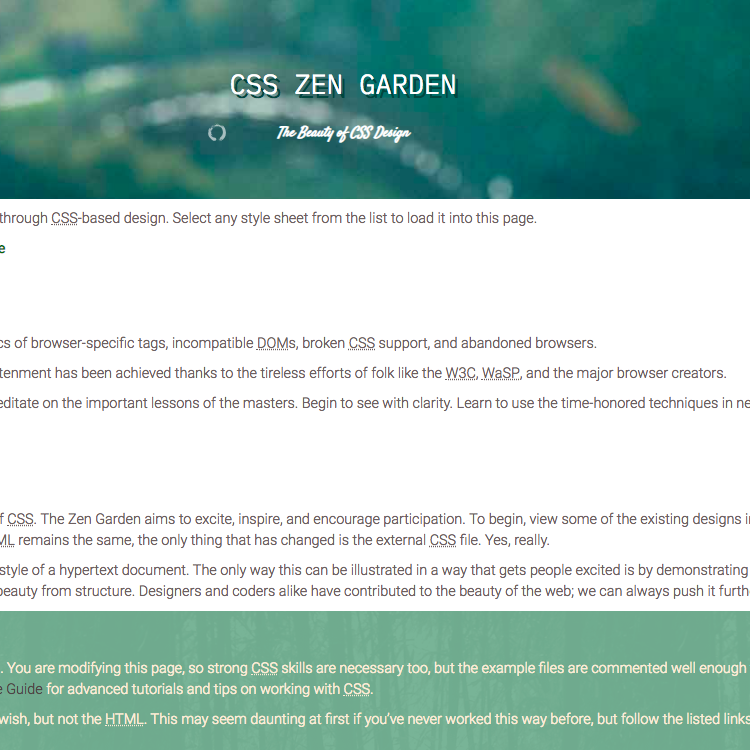 CSS ZEN GARDEN
The Beauty of CSS Design
through CSS-based design. Select any style sheet from the list to load it into this page.
of browser-specific tags, incompatible DOMs, broken CSS support, and abandoned browsers.
has been achieved thanks to the tireless efforts of folk like the W3C, WaSP, and the major browser creators.
on the important lessons of the masters. Begin to see with clarity. Learn to use the time-honored techniques in
CSS. The Zen Garden aims to excite, inspire, and encourage participation. To begin, view some of the existing designs
remains the same, the only thing that has changed is the external CSS file. Yes, really.
style of a hypertext document. The only way this can be illustrated in a way that gets people excited is by demonstrating
beauty from structure. Designers and coders alike have contributed to the beauty of the web; we can always push it
. You are modifying this page, so strong CSS skills are necessary too, but the example files are commented well enough
Guide for advanced tutorials and tips on working with CSS.
wish, but not the HTML. This may seem daunting at first if you've never worked this way before, but follow the listed links